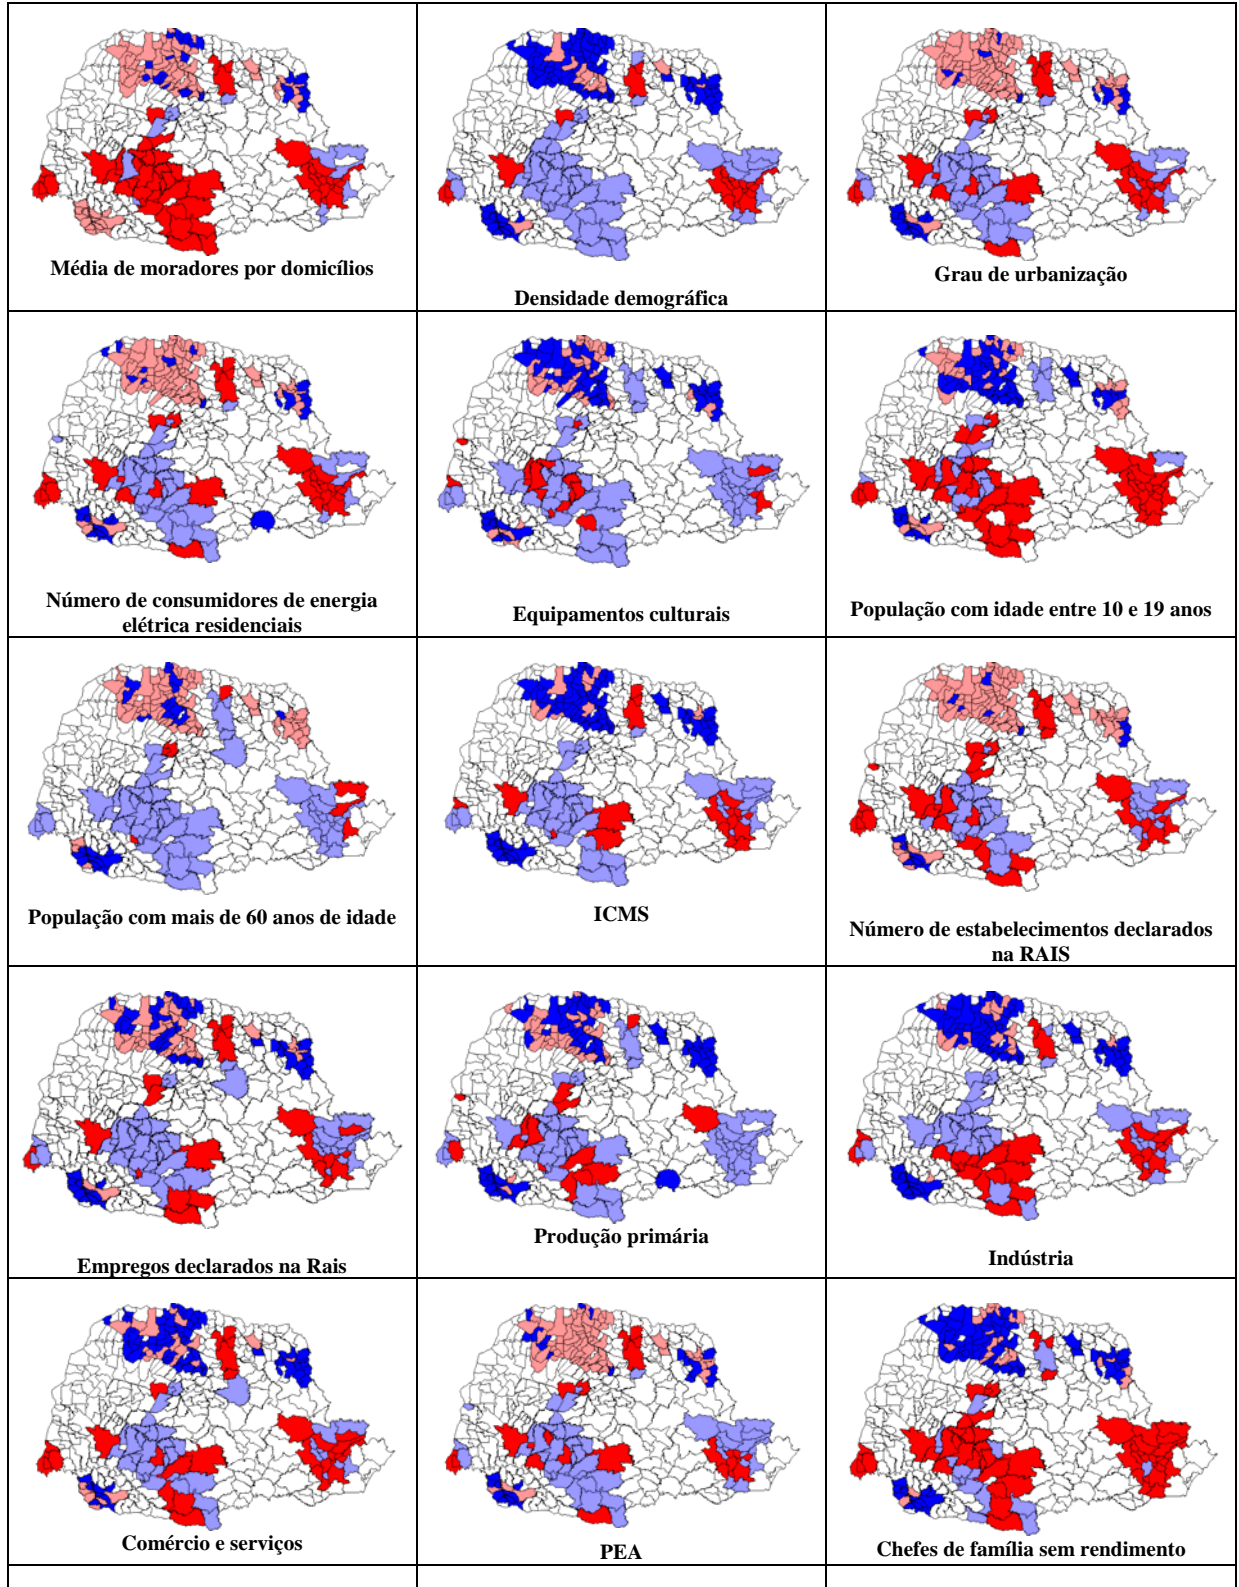 Média de moradores por domicílios
Densidade demográfica
Grau de urbanização
Número de consumidores de energia
elétrica residenciais
Equipamentos culturais
População com idade entre 10 e 19 anos
População com mais de 60 anos de idade
ICMS
Número de estabelecimentos declarados
na RAIS
Empregos declarados na Rais
Produção primária
Indústria
Comércio e serviços
PEA
Chefes de família sem rendimento